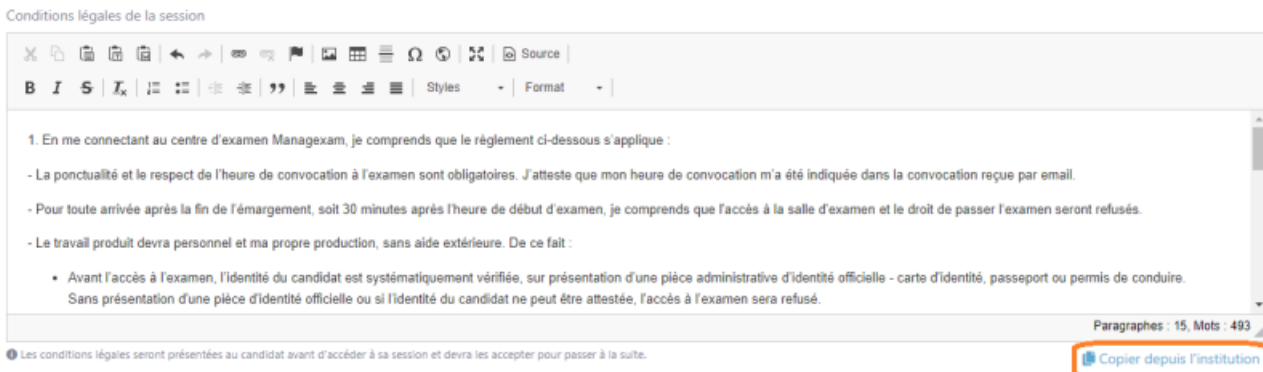 Conditions légales de la session
Source
B I S Ix Styles Format
1. En me connectant au centre d'examen Managexam, je comprends que le règlement ci-dessous s'applique :
- La ponctualité et le respect de l'heure de convocation à l'examen sont obligatoires. J'atteste que mon heure de convocation m'a été indiquée dans la convocation reçue par email.
- Pour toute arrivée après la fin de l'émargement, soit 30 minutes après l'heure de début d'examen, je comprends que l'accès à la salle d'examen et le droit de passer l'examen seront refusés.
- Le travail produit devra personnel et ma propre production, sans aide extérieure. De ce fait :
• Avant l'accès à l'examen, l'identité du candidat est systématiquement vérifiée, sur présentation d'une pièce administrative d'identité officielle - carte d'identité, passeport ou permis de conduire.
Sans présentation d'une pièce d'identité officielle ou si l'identité du candidat ne peut être attestée, l'accès à l'examen sera refusé.
Paragraphes : 15, Mots : 493
Les conditions légales seront présentées au candidat avant d'accéder à sa session et devra les accepter pour passer à la suite.
Copier depuis l'institution